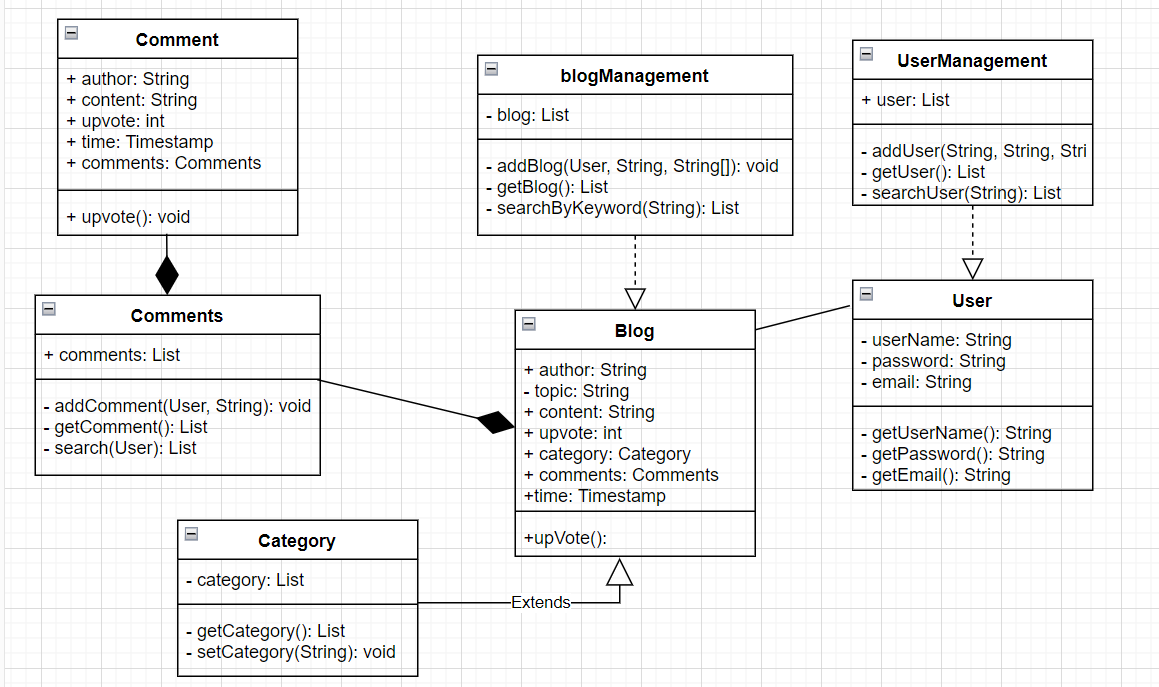 Comment
+ author: String
+ content: String
+ upvote: int
+ time: Timestamp
+ comments: Comments
+ upvote(): void
blogManagement
- blog: List
- addBlog(User, String, String[]): void
- getBlog(): List
- searchByKeyword(String): List
UserManagement
+ user: List
- addUser(String, String, Stri
- getUser(): List
- searchUser(String): List
Comments
+ comments: List
- addComment(User, String): void
- getComment(): List
- search(User): List
Blog
+ author: String
- topic: String
+ content: String
+ upvote: int
+ category: Category
+ comments: Comments
+time: Timestamp
+upVote():
User
- userName: String
- password: String
- email: String
- getUserName(): String
- getPassword(): String
- getEmail(): String
Category
- category: List
- getCategory(): List
- setCategory(String): void
Extends